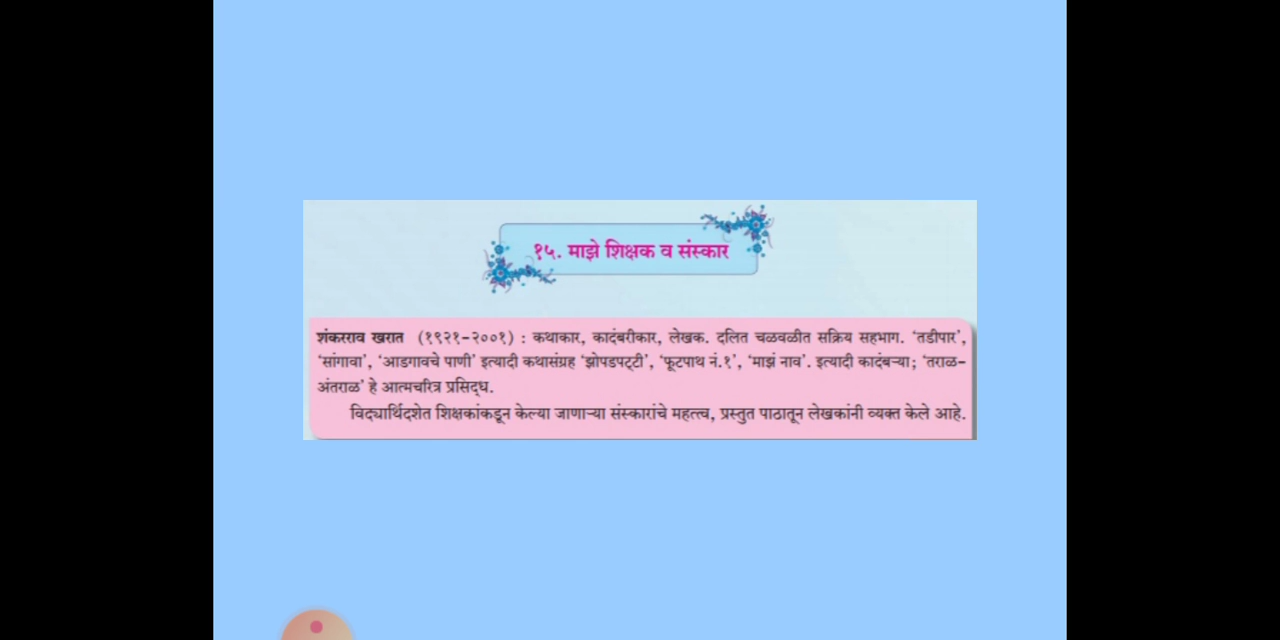 १५. माझे शिक्षक व संस्कार
शंकरराव खरात (१९२१-२००१) : कथाकार, कादंबरीकार, लेखक. दलित चळवळीत सक्रिय सहभाग. ‘तडीपार’,
‘सांगावा’, ‘आडगावचे पाणी’ इत्यादी कथासंग्रह ‘झोपडपट्टी’, ‘फूटपाथ नं.१’, ‘माझं नाव’. इत्यादी कादंबऱ्या; ‘तराळ-
अंतराळ’ हे आत्मचरित्र प्रसिद्ध.
विद्यार्थिदशेत शिक्षकांकडून केल्या जाणाऱ्या संस्कारांचे महत्त्व, प्रस्तुत पाठातून लेखकांनी व्यक्त केले आहे.